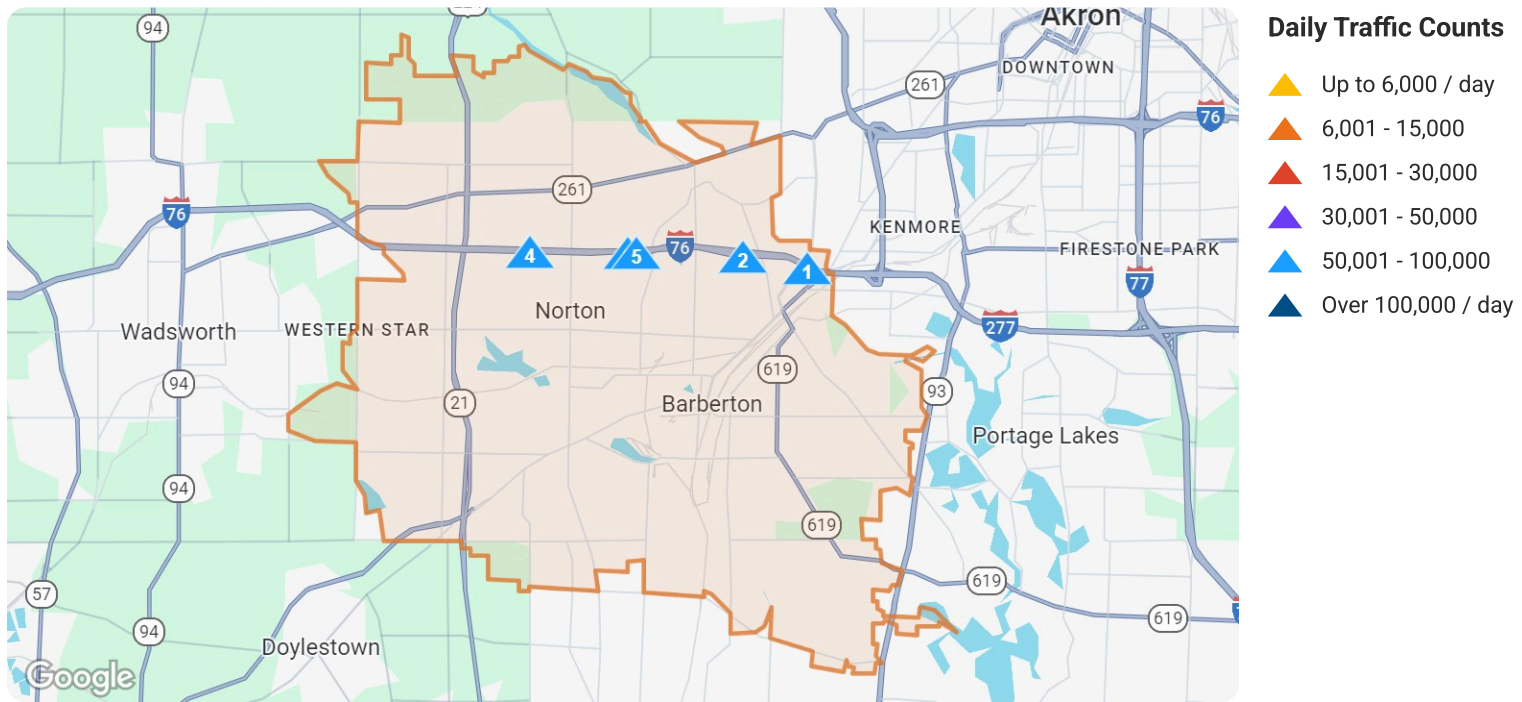 Akron
94
DOWNTOWN
261
76
261
76
KENMORE
FIRESTONE PARK
76
4
5
2
1
77
Norton
277
Wadsworth
WESTERN STAR
619
94
93
21
Barberton
Portage Lakes
94
619
619
57
619
94
Doylestown
Google
Daily Traffic Counts
Up to 6,000 / day
6,001 - 15,000
15,001 - 30,000
30,001 - 50,000
50,001 - 100,000
Over 100,000 / day